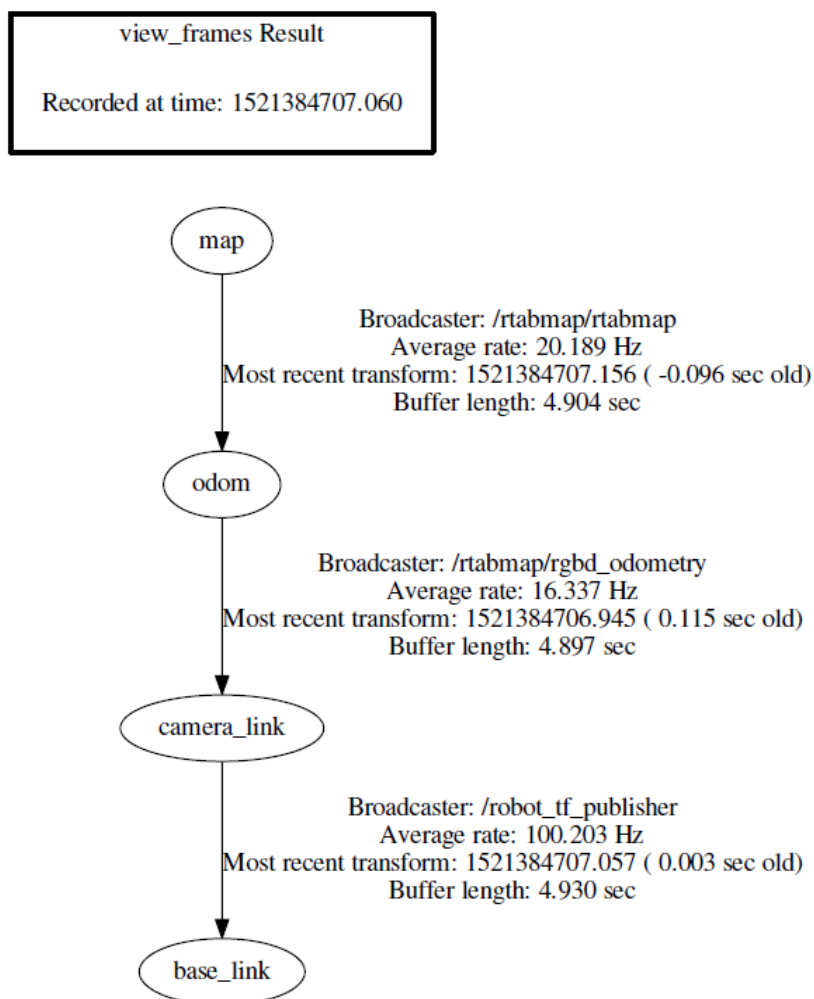 view_frames Result
Recorded at time: 1521384707.060
map
Broadcaster: /rtabmap/rtabmap
Average rate: 20.189 Hz
Most recent transform: 1521384707.156 ( -0.096 sec old)
Buffer length: 4.904 sec
odom
Broadcaster: /rtabmap/rgbd_odometry
Average rate: 16.337 Hz
Most recent transform: 1521384706.945 ( 0.115 sec old)
Buffer length: 4.897 sec
camera_link
Broadcaster: /robot_tf_publisher
Average rate: 100.203 Hz
Most recent transform: 1521384707.057 ( 0.003 sec old)
Buffer length: 4.930 sec
base_link